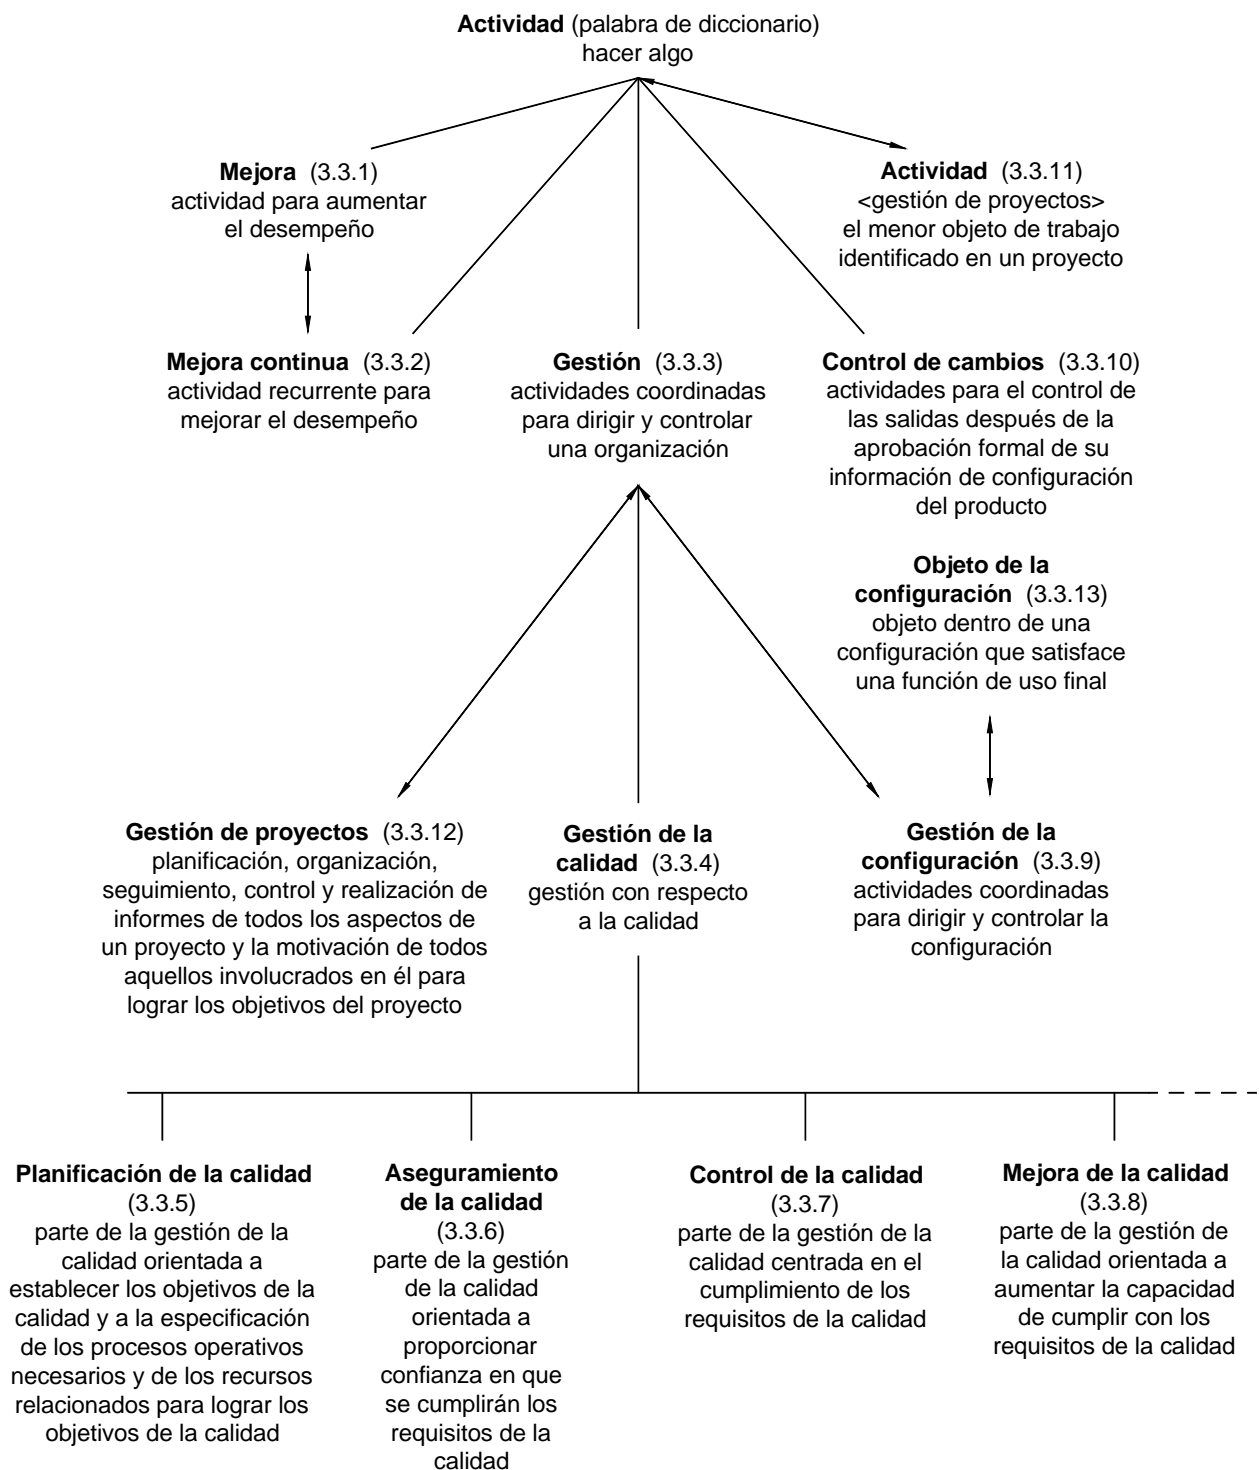 Actividad (palabra de diccionario)
hacer algo
Mejora (3.3.1)
actividad para aumentar
el desempeño
Actividad (3.3.11)
<gestión de proyectos>
el menor objeto de trabajo
identificado en un proyecto
Mejora continua (3.3.2)
actividad recurrente para
mejorar el desempeño
Gestión (3.3.3)
actividades coordinadas
para dirigir y controlar
una organización
Control de cambios (3.3.10)
actividades para el control de
las salidas después de la
aprobación formal de su
información de configuración
del producto
Objeto de la
configuración (3.3.13)
objeto dentro de una
configuración que satisface
una función de uso final
Gestión de proyectos (3.3.12)
planificación, organización,
seguimiento, control y realización de
informes de todos los aspectos de
un proyecto y la motivación de todos
aquellos involucrados en él para
lograr los objetivos del proyecto
Gestión de la
calidad (3.3.4)
gestión con respecto
a la calidad
Gestión de la
configuración (3.3.9)
actividades coordinadas
para dirigir y controlar la
configuración
Planificación de la calidad
(3.3.5)
parte de la gestión de la
calidad orientada a
establecer los objetivos de la
calidad y a la especificación
de los procesos operativos
necesarios y de los recursos
relacionados para lograr los
objetivos de la calidad
Aseguramiento
de la calidad
(3.3.6)
parte de la gestión
de la calidad
orientada a
proporcionar
confianza en que
se cumplirán los
requisitos de la
calidad
Control de la calidad
(3.3.7)
parte de la gestión de la
calidad centrada en el
cumplimiento de los
requisitos de la calidad
Mejora de la calidad
(3.3.8)
parte de la gestión de
la calidad orientada a
aumentar la capacidad
de cumplir con los
requisitos de la calidad